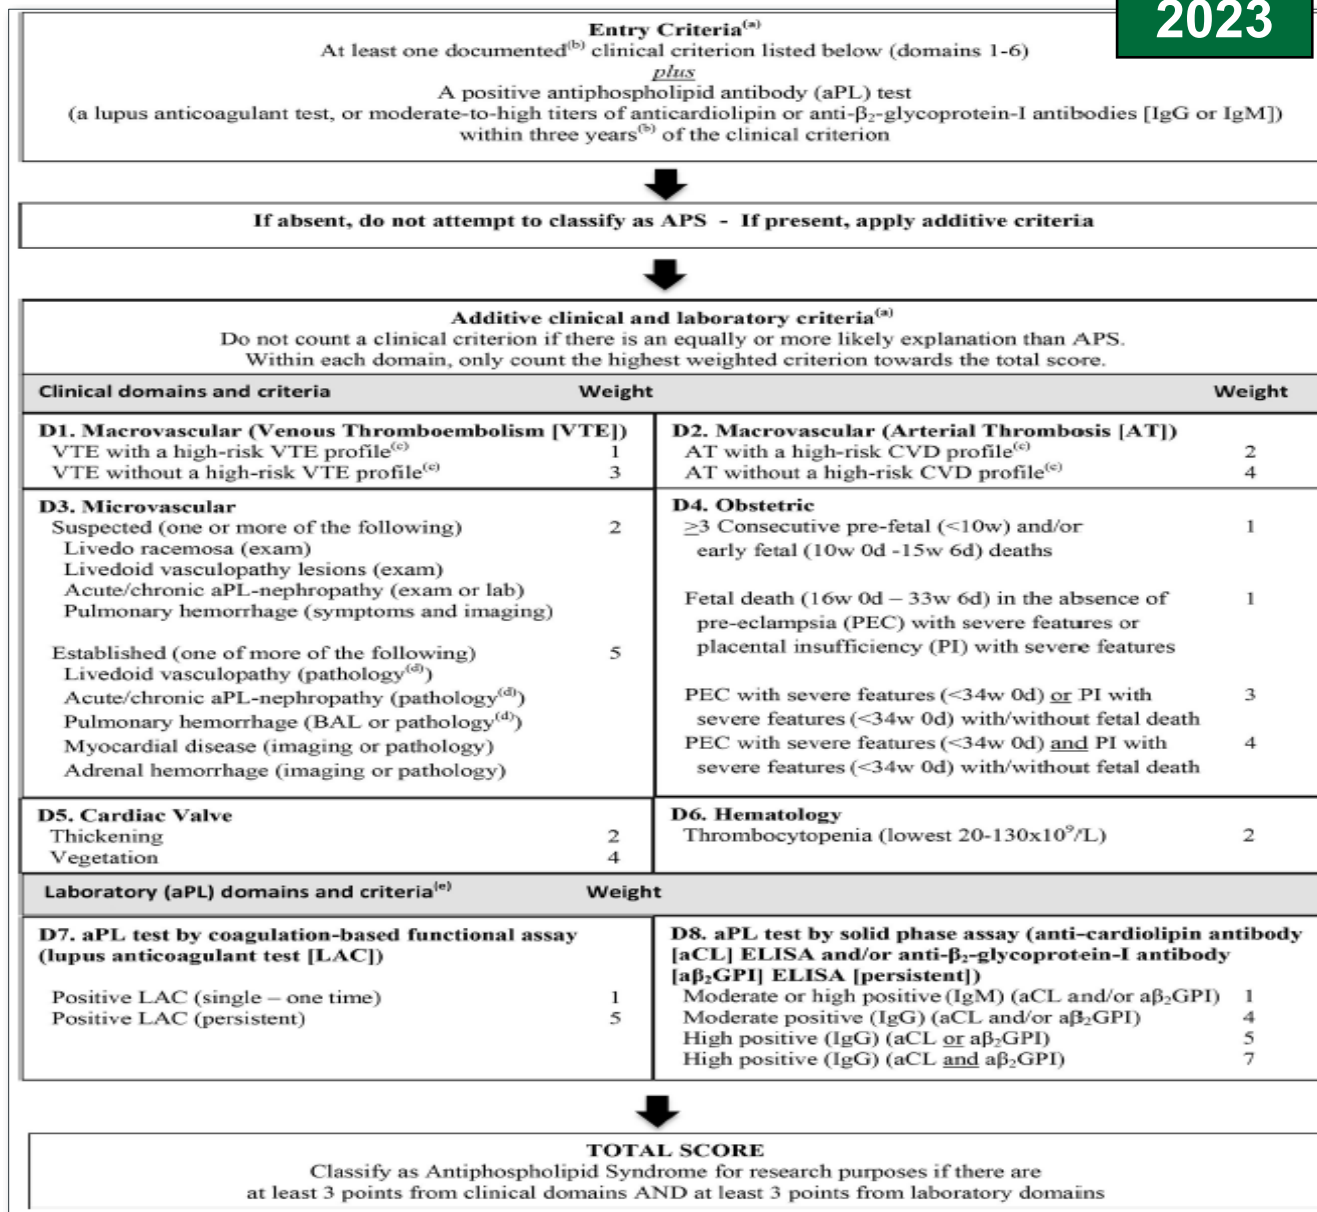 2023
Entry Criteria(a)
At least one documented(b) clinical criterion listed below (domains 1-6)
plus
A positive antiphospholipid antibody (aPL) test
(a lupus anticoagulant test, or moderate-to-high titers of anticardiolipin or anti-β₂-glycoprotein-I antibodies [IgG or IgM])
within three years(b) of the clinical criterion
If absent, do not attempt to classify as APS - If present, apply additive criteria
Additive clinical and laboratory criteria(a)
Do not count a clinical criterion if there is an equally or more likely explanation than APS.
Within each domain, only count the highest weighted criterion towards the total score.
Clinical domains and criteria Weight Weight
D1. Macrovascular (Venous Thromboembolism [VTE])
VTE with a high-risk VTE profile(c) 1
VTE without a high-risk VTE profile(c) 3
D2. Macrovascular (Arterial Thrombosis [AT])
AT with a high-risk CVD profile(c) 2
AT without a high-risk CVD profile(c) 4
D3. Microvascular
Suspected (one or more of the following) 2
Livedo racemosa (exam)
Livedoid vasculopathy lesions (exam)
Acute/chronic aPL-nephropathy (exam or lab)
Pulmonary hemorrhage (symptoms and imaging)
Established (one of more of the following) 5
Livedoid vasculopathy (pathology(d))
Acute/chronic aPL-nephropathy (pathology(d))
Pulmonary hemorrhage (BAL or pathology(d))
Myocardial disease (imaging or pathology)
Adrenal hemorrhage (imaging or pathology)
D4. Obstetric
≥3 Consecutive pre-fetal (<10w) and/or 1
early fetal (10w 0d -15w 6d) deaths
Fetal death (16w 0d – 33w 6d) in the absence of 1
pre-eclampsia (PEC) with severe features or
placental insufficiency (PI) with severe features
PEC with severe features (<34w 0d) or PI with 3
severe features (<34w 0d) with/without fetal death
PEC with severe features (<34w 0d) and PI with 4
severe features (<34w 0d) with/without fetal death
D5. Cardiac Valve
Thickening 2
Vegetation 4
D6. Hematology
Thrombocytopenia (lowest 20-130x10⁹/L) 2
Laboratory (aPL) domains and criteria(e) Weight
D7. aPL test by coagulation-based functional assay
(lupus anticoagulant test [LAC])
Positive LAC (single – one time) 1
Positive LAC (persistent) 5
D8. aPL test by solid phase assay (anti-cardiolipin antibody
[aCL] ELISA and/or anti-β₂-glycoprotein-I antibody
[aβ₂GPI] ELISA [persistent])
Moderate or high positive (IgM) (aCL and/or aβ₂GPI) 1
Moderate positive (IgG) (aCL and/or aβ₂GPI) 4
High positive (IgG) (aCL or aβ₂GPI) 5
High positive (IgG) (aCL and aβ₂GPI) 7
TOTAL SCORE
Classify as Antiphospholipid Syndrome for research purposes if there are
at least 3 points from clinical domains AND at least 3 points from laboratory domains